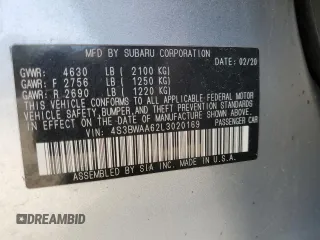 MFD. BY SUBARU CORPORATION
DATE: 02/20
GVWR: 4630 LB ( 2100 KG)
GAWR: F 2756 LB ( 1250 KG)
GAWR: R 2690 LB ( 1220 KG)
THIS VEHICLE CONFORMS TO ALL APPLICABLE FEDERAL MOTOR
VEHICLE SAFETY, BUMPER, AND THEFT PREVENTION STANDARDS
IN EFFECT ON THE DATE OF MANUFACTURE SHOWN ABOVE.
VIN: 4S3BWAA62L3020169 PASSENGER CAR
ASSEMBLED BY SIA INC. MADE IN U.S.A.
DREAMBID